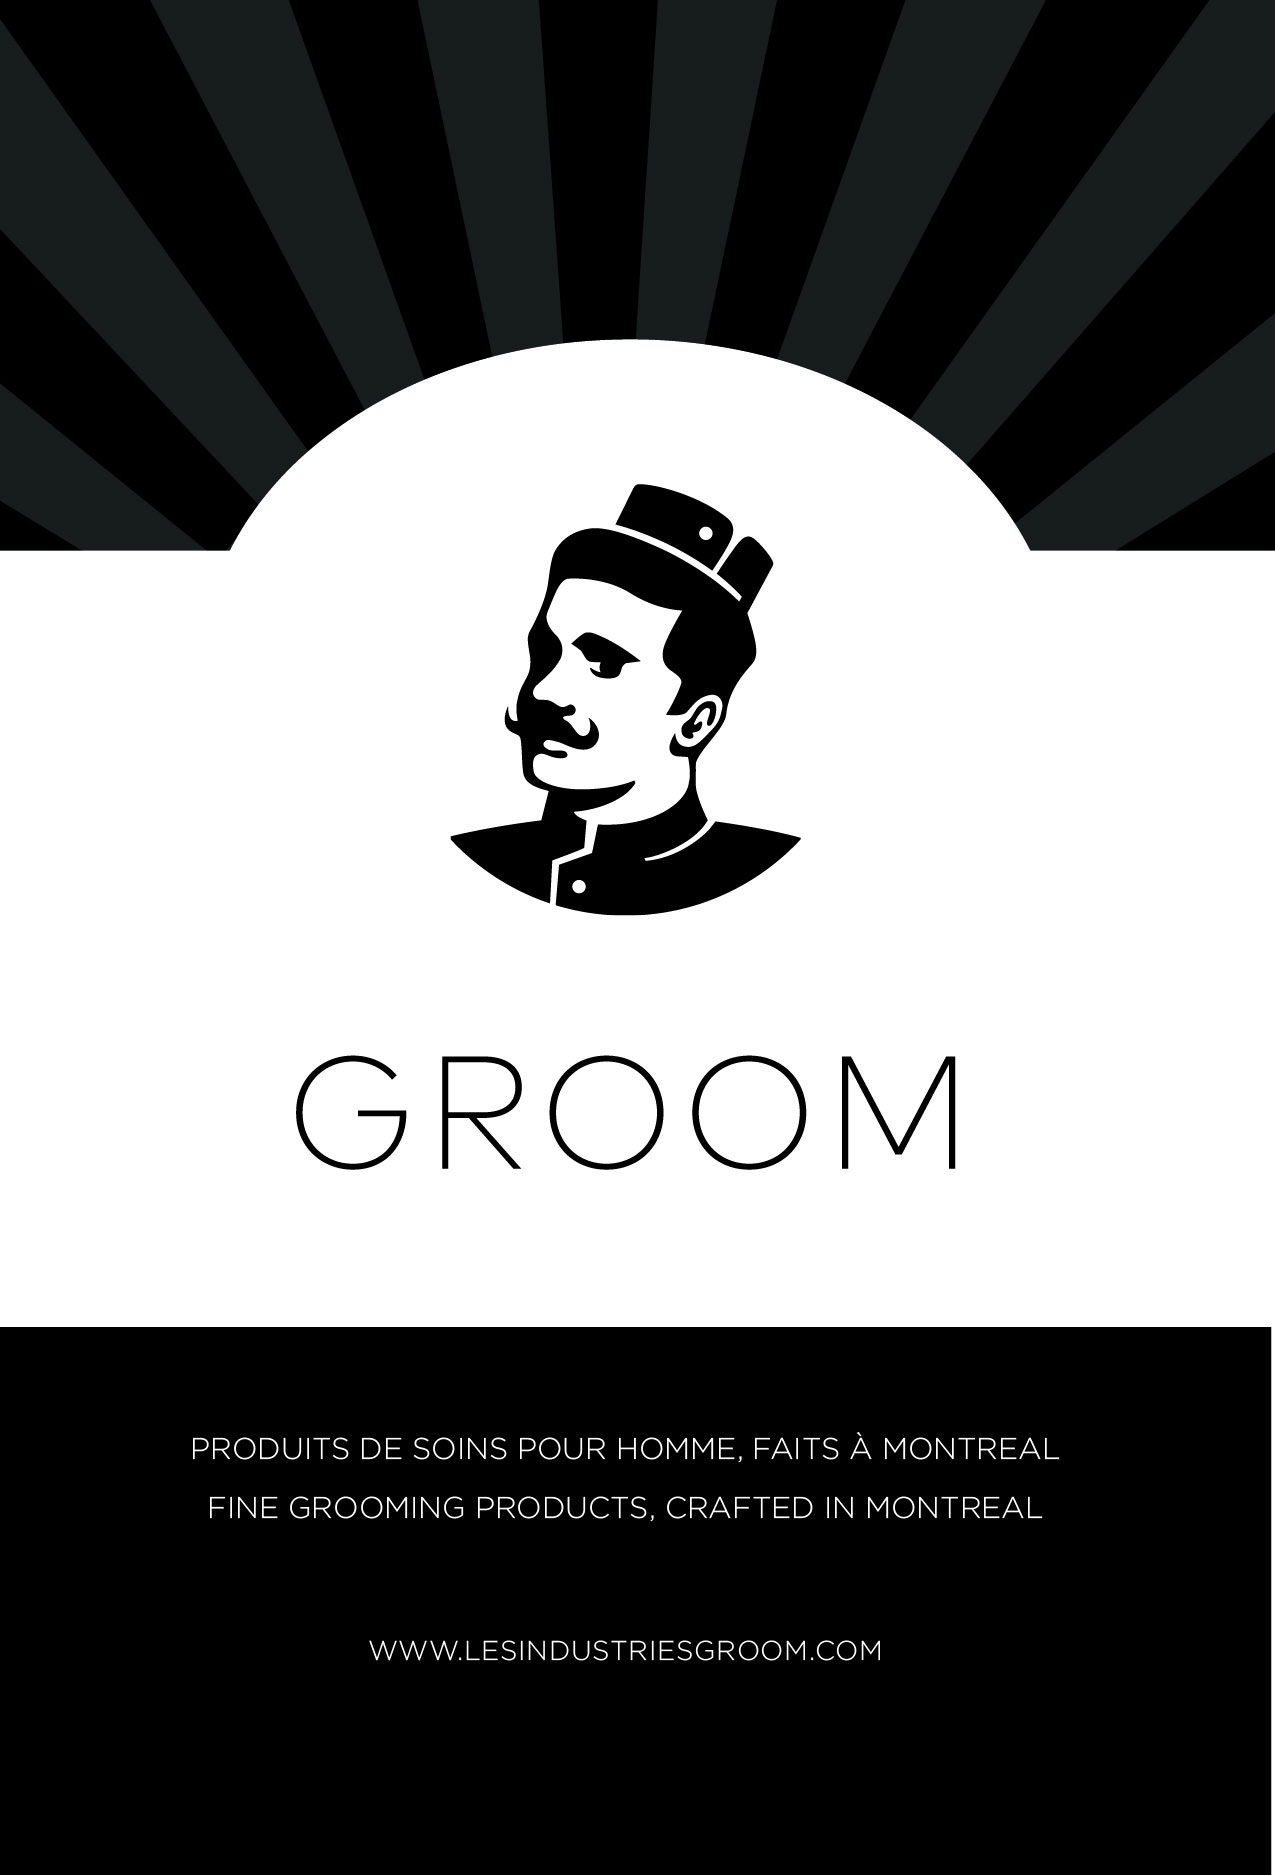 GROOM
PRODUITS DE SOINS POUR HOMME, FAITS À MONTREAL
FINE GROOMING PRODUCTS, CRAFTED IN MONTREAL
WWW.LESINDUSTRIESGROOM.COM